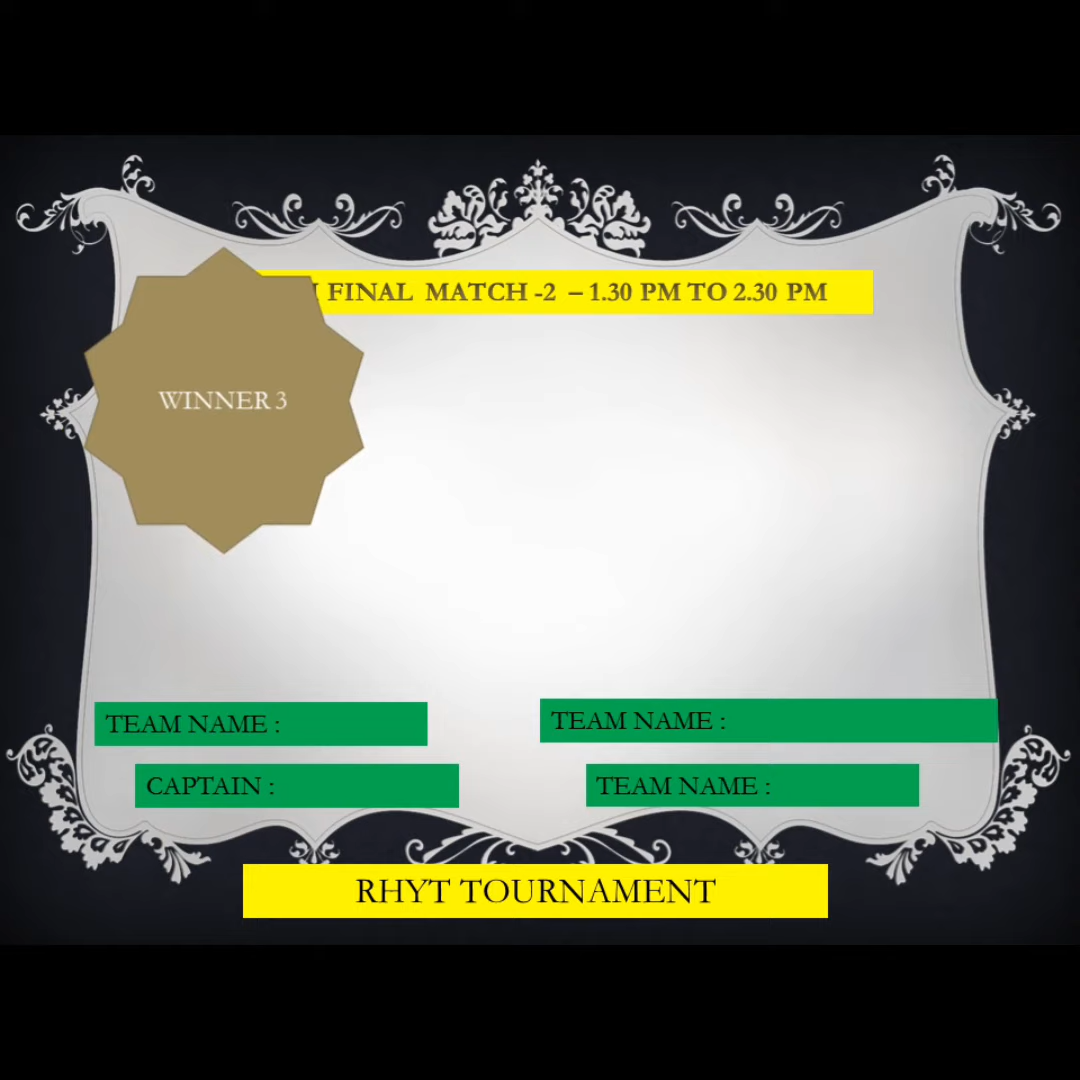 FINAL MATCH -2 – 1.30 PM TO 2.30 PM
WINNER 3
TEAM NAME :
TEAM NAME :
CAPTAIN :
TEAM NAME :
RHYT TOURNAMENT